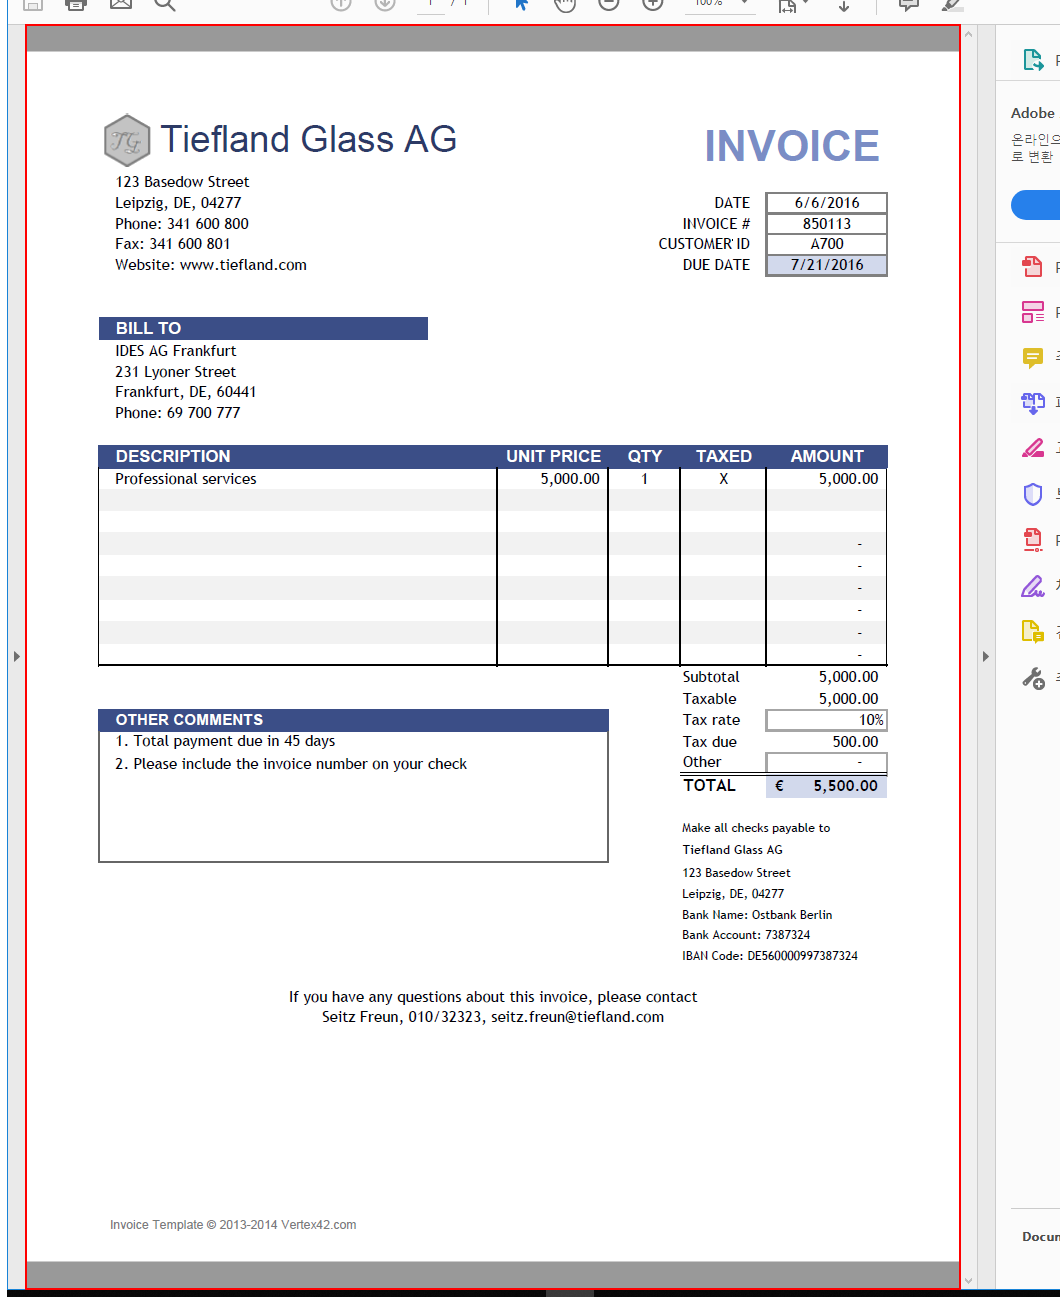 1 / 1
100%
Tiefland Glass AG
INVOICE
123 Basedow Street
Leipzig, DE, 04277
Phone: 341 600 800
Fax: 341 600 801
Website: www.tiefland.com
DATE 6/6/2016
INVOICE # 850113
CUSTOMER ID A700
DUE DATE 7/21/2016
BILL TO
IDES AG Frankfurt
231 Lyoner Street
Frankfurt, DE, 60441
Phone: 69 700 777
DESCRIPTION UNIT PRICE QTY TAXED AMOUNT
Professional services 5,000.00 1 X 5,000.00
-
-
-
-
-
-
Subtotal 5,000.00
Taxable 5,000.00
Tax rate 10%
Tax due 500.00
Other -
TOTAL € 5,500.00
OTHER COMMENTS
1. Total payment due in 45 days
2. Please include the invoice number on your check
Make all checks payable to
Tiefland Glass AG
123 Basedow Street
Leipzig, DE, 04277
Bank Name: Ostbank Berlin
Bank Account: 7387324
IBAN Code: DE560000997387324
If you have any questions about this invoice, please contact
Seitz Freun, 010/32323, seitz.freun@tiefland.com
Invoice Template © 2013-2014 Vertex42.com
Adobe
온라인으
로 변환
Docum